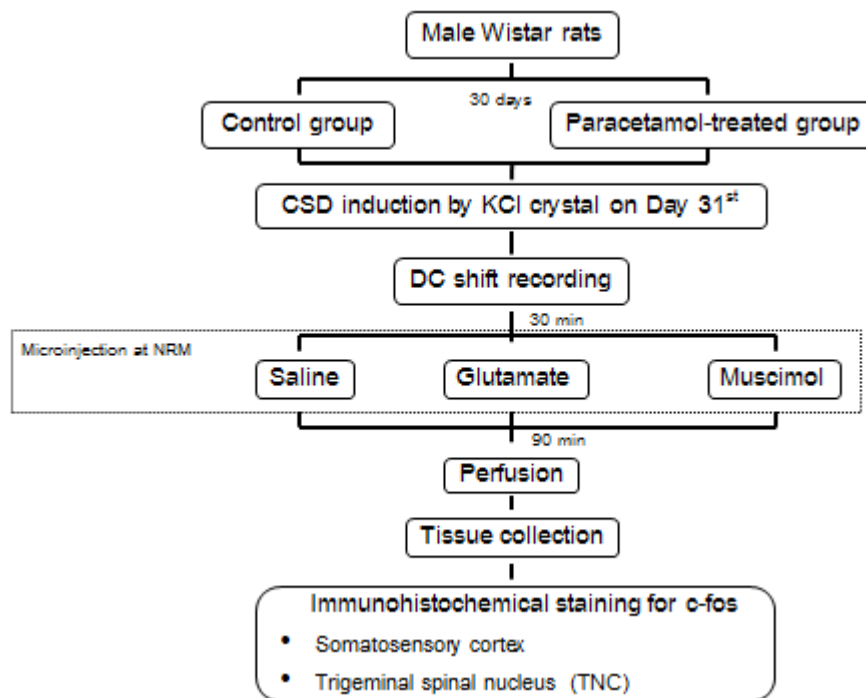 Male Wistar rats
30 days
Control group
Paracetamol-treated group
CSD induction by KCl crystal on Day 31st
DC shift recording
30 min
Microinjection at NRM
Saline
Glutamate
Muscimol
90 min
Perfusion
Tissue collection
Immunohistochemical staining for c-fos
• Somatosensory cortex
• Trigeminal spinal nucleus (TNC)